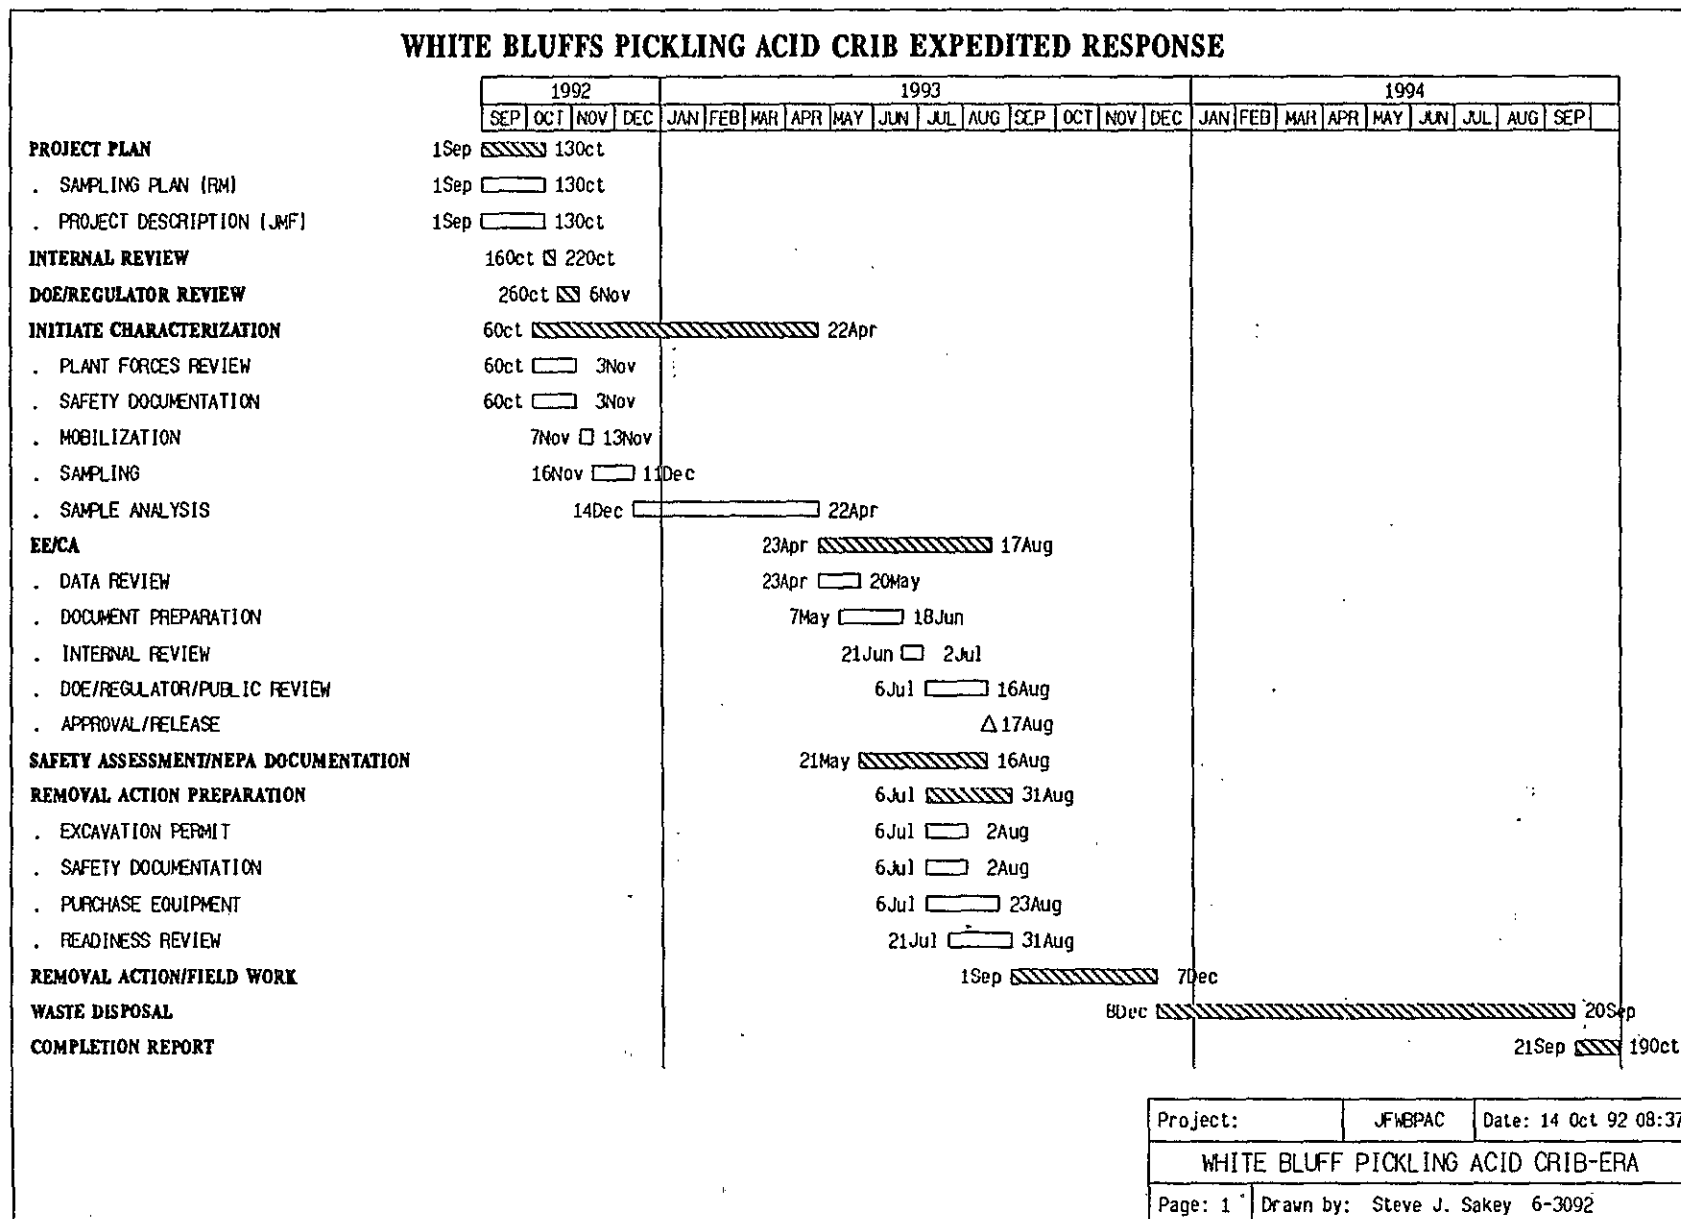 WHITE BLUFFS PICKLING ACID CRIB EXPEDITED RESPONSE
1992 1993 1994
SEP OCT NOV DEC JAN FEB MAR APR MAY JUN JUL AUG SEP OCT NOV DEC JAN FEB MAR APR MAY JUN JUL AUG SEP
PROJECT PLAN 1Sep 13Oct
. SAMPLING PLAN (RM) 1Sep 13Oct
. PROJECT DESCRIPTION (JMF) 1Sep 13Oct
INTERNAL REVIEW 16Oct 22Oct
DOE/REGULATOR REVIEW 26Oct 6Nov
INITIATE CHARACTERIZATION 6Oct 22Apr
. PLANT FORCES REVIEW 6Oct 3Nov
. SAFETY DOCUMENTATION 6Oct 3Nov
. MOBILIZATION 7Nov 13Nov
. SAMPLING 16Nov 11Dec
. SAMPLE ANALYSIS 14Dec 22Apr
EE/CA 23Apr 17Aug
. DATA REVIEW 23Apr 20May
. DOCUMENT PREPARATION 7May 18Jun
. INTERNAL REVIEW 21Jun 2Jul
. DOE/REGULATOR/PUBLIC REVIEW 6Jul 16Aug
. APPROVAL/RELEASE 17Aug
SAFETY ASSESSMENT/NEPA DOCUMENTATION 21May 16Aug
REMOVAL ACTION PREPARATION 6Jul 31Aug
. EXCAVATION PERMIT 6Jul 2Aug
. SAFETY DOCUMENTATION 6Jul 2Aug
. PURCHASE EQUIPMENT 6Jul 23Aug
. READINESS REVIEW 21Jul 31Aug
REMOVAL ACTION/FIELD WORK 1Sep 7Dec
WASTE DISPOSAL 8Dec 20Sep
COMPLETION REPORT 21Sep 19Oct
Project: JFWBPAC Date: 14 Oct 92 08:37
WHITE BLUFF PICKLING ACID CRIB-ERA
Page: 1 Drawn by: Steve J. Sakey 6-3092